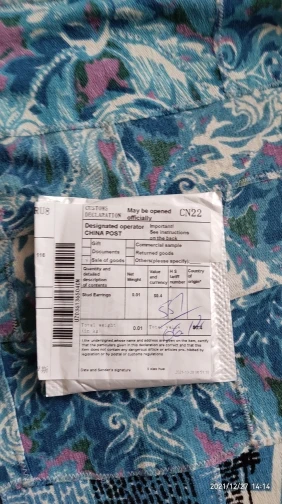 RU8
CUSTOMS DECLARATION May be opened officially CN22
Designated operator Important!
CHINA POST See instructions on the back
Gift Commercial sample
Documents Returned goods
Sale of goods Other(please specify):
Quantity and detailed description of contents Net Weight Value and currency H S tariff number Country of origin*
Stud Earrings 0.01
Total Weight 0.01
I,the undersigned,whose name and address are given on the item, certify
that the particulars given in this declaration are correct and that this
item does not contain any dangerous article or articles prohibited by
legislation or by postal or customs regulations
Date and Sender's signature
2021/12/27 14:14